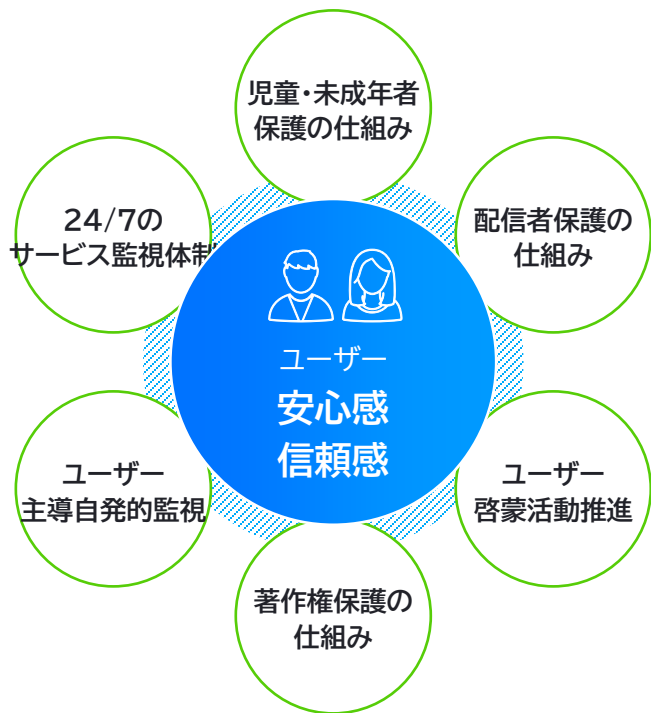 児童・未成年者
保護の仕組み
24/7の
サービス監視体制
配信者保護の
仕組み
ユーザー
安心感
信頼感
ユーザー
主導自発的監視
ユーザー
啓蒙活動推進
著作権保護の
仕組み